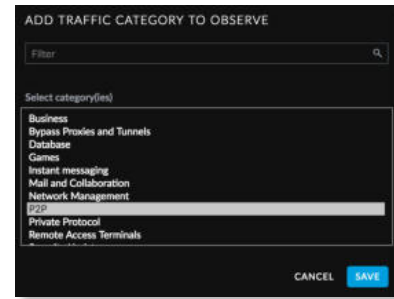 ADD TRAFFIC CATEGORY TO OBSERVE
Filter
Select category(ies)
Business
Bypass Proxies and Tunnels
Database
Games
Instant messaging
Mail and Collaboration
Network Management
P2P
Private Protocol
Remote Access Terminals
CANCEL SAVE